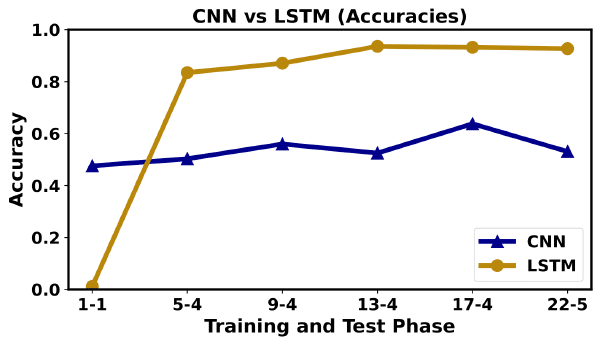 CNN vs LSTM (Accuracies)
1.0
0.8
0.6
0.4
0.2
0.0
Accuracy
CNN
LSTM
1-1 5-4 9-4 13-4 17-4 22-5
Training and Test Phase